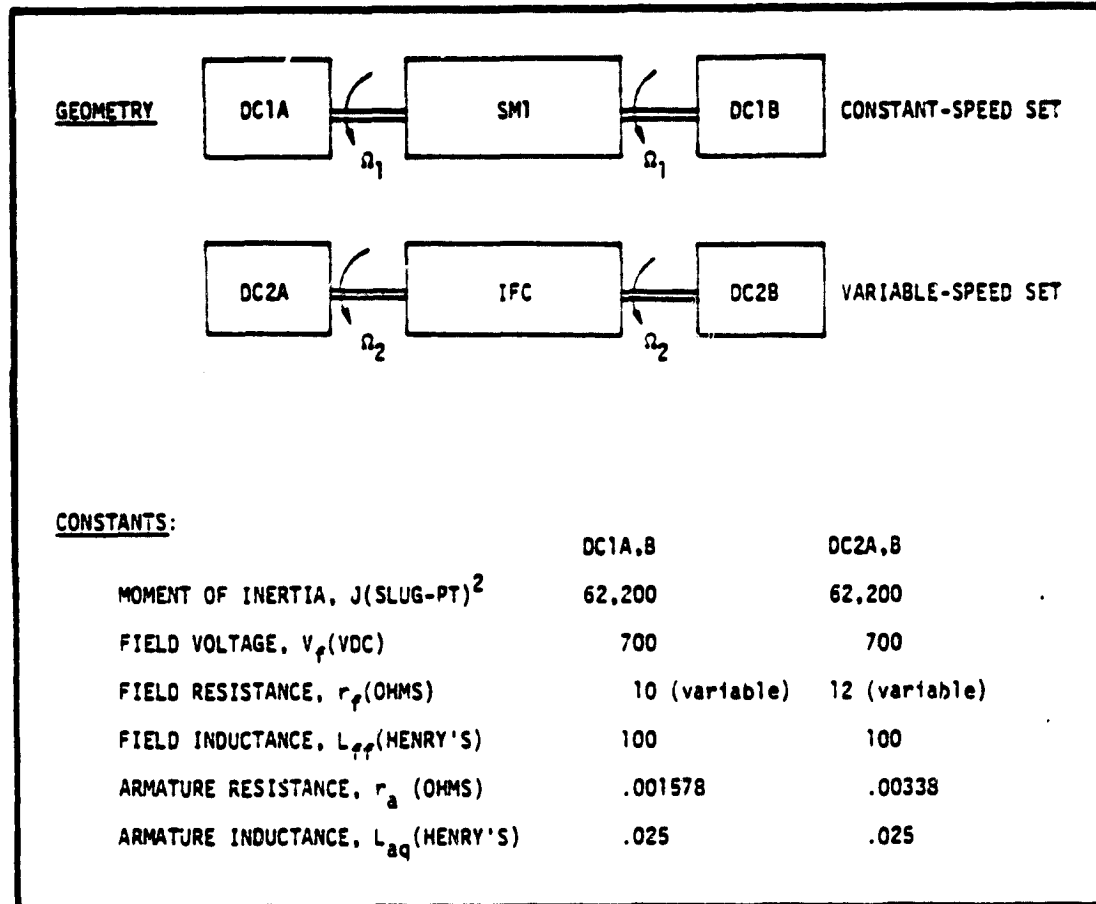 GEOMETRY DC1A SM1 DC1B CONSTANT-SPEED SET
Ω1 Ω1
DC2A IFC DC2B VARIABLE-SPEED SET
Ω2 Ω2
CONSTANTS:
DC1A,B DC2A,B
MOMENT OF INERTIA, J(SLUG-PT)2 62,200 62,200
FIELD VOLTAGE, Vf(VDC) 700 700
FIELD RESISTANCE, rf(OHMS) 10 (variable) 12 (variable)
FIELD INDUCTANCE, Lff(HENRY'S) 100 100
ARMATURE RESISTANCE, ra (OHMS) .001578 .00338
ARMATURE INDUCTANCE, Laq(HENRY'S) .025 .025